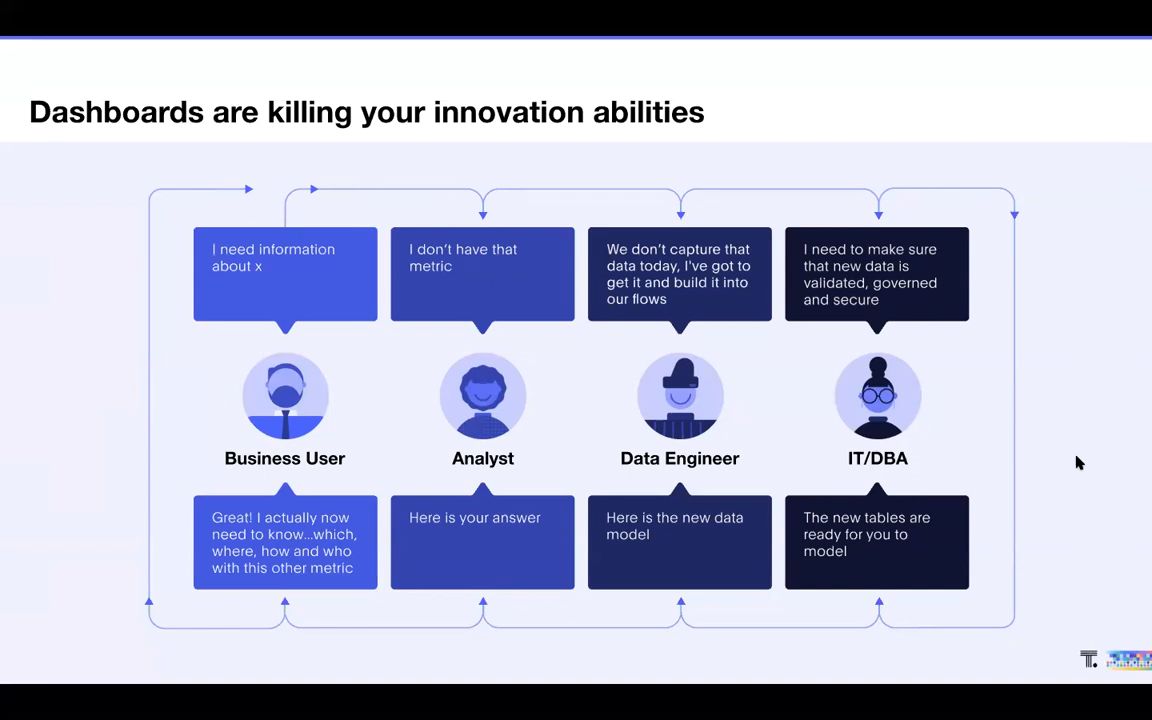 Dashboards are killing your innovation abilities
I need information
about x
I don't have that
metric
We don't capture that
data today, I've got to
get it and build it into
our flows
I need to make sure
that new data is
validated, governed
and secure
Business User
Analyst
Data Engineer
IT/DBA
Great! I actually now
need to know...which,
where, how and who
with this other metric
Here is your answer
Here is the new data
model
The new tables are
ready for you to
model
T.